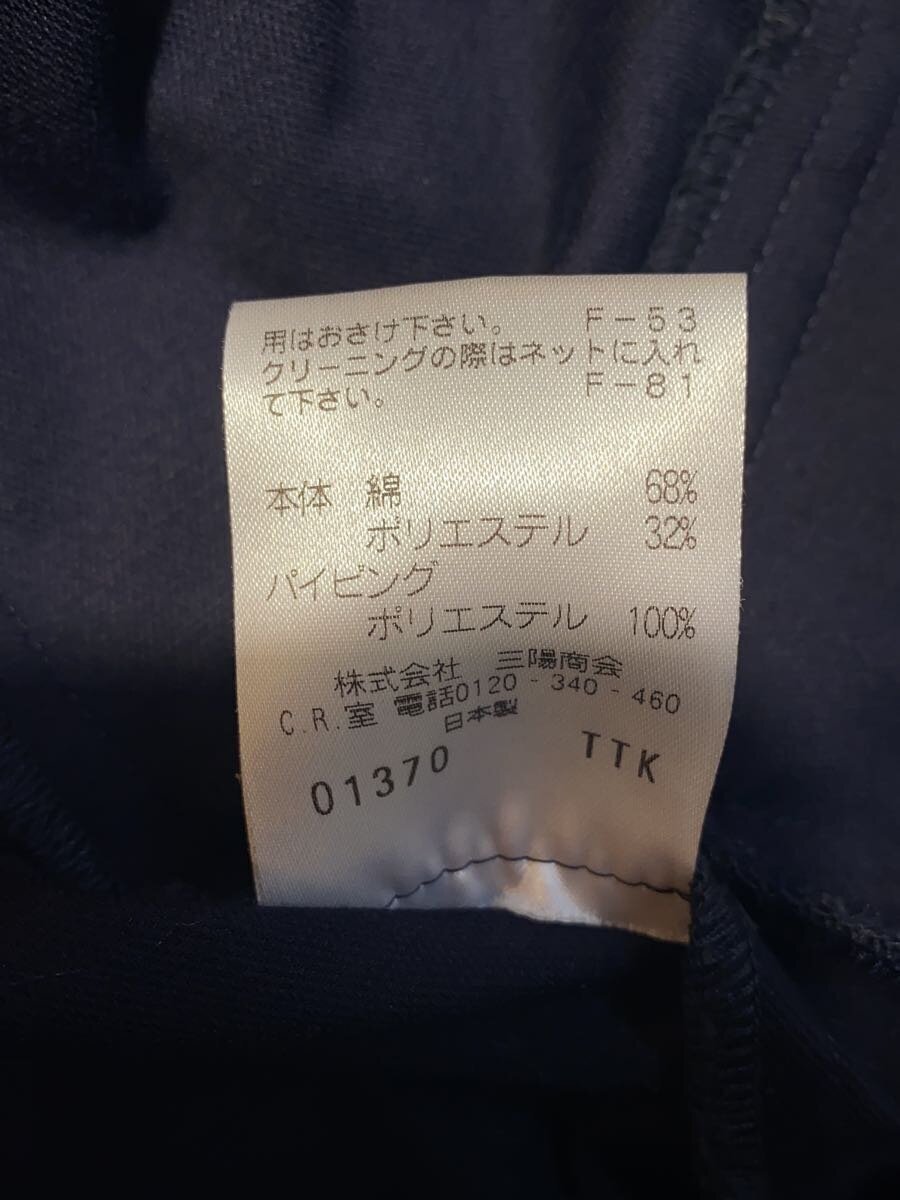 用はおさけ下さい。 F-53
クリーニングの際はネットに入れ
て下さい。 F-81
本体 綿 68%
ポリエステル 32%
パイピング
ポリエステル 100%
株式会社 三陽商会
C.R.室 電話0120-340-460
日本製
01370 TTK